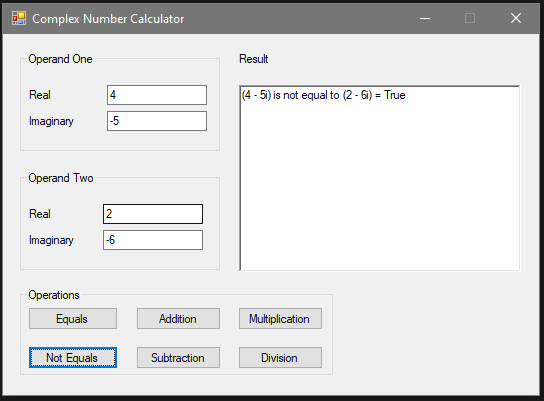 Complex Number Calculator
Operand One
Real 4
Imaginary -5
Operand Two
Real 2
Imaginary -6
Result
(4 - 5i) is not equal to (2 - 6i) = True
Operations
Equals Addition Multiplication
Not Equals Subtraction Division